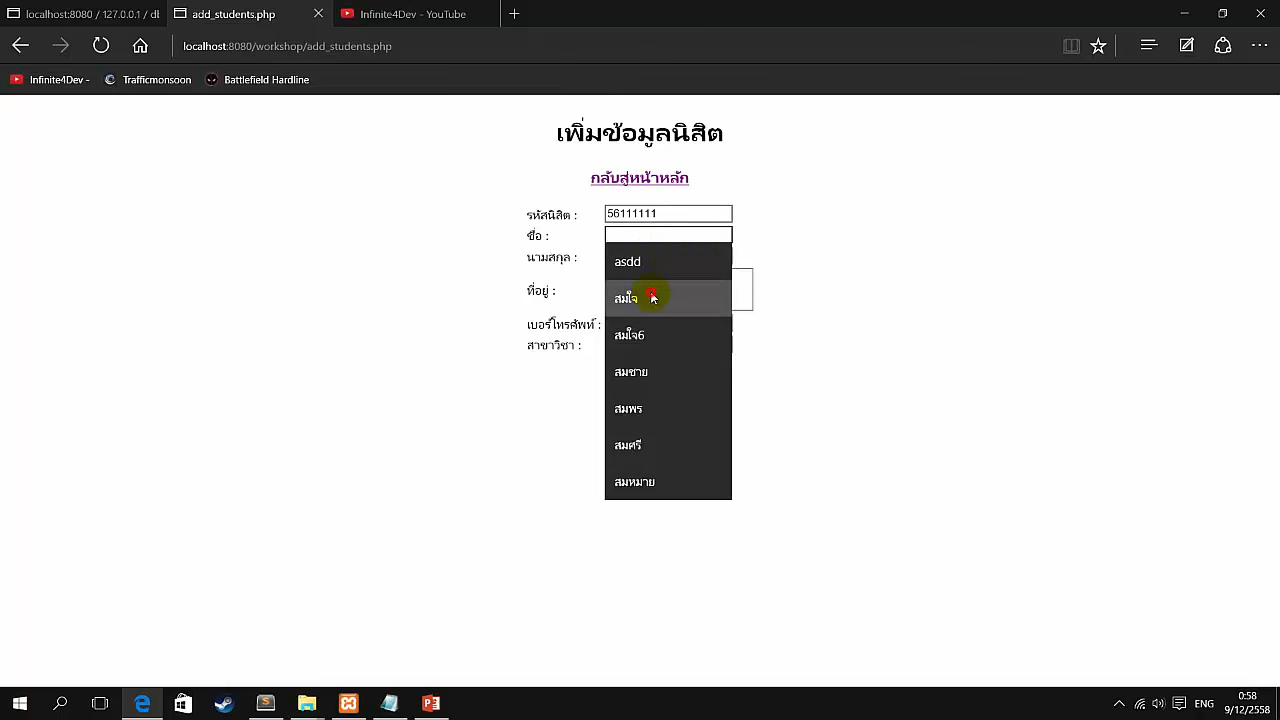 localhost:8080 / 127.0.0.1 / dl
add_students.php
Infinite4Dev - YouTube
localhost:8080/workshop/add_students.php
Infinite4Dev -
Trafficmonsoon
Battlefield Hardline
เพิ่มข้อมูลนิสิต
กลับสู่หน้าหลัก
รหัสนิสิต : 56111111
ชื่อ :
นามสกุล :
ที่อยู่ :
เบอร์โทรศัพท์ :
สาขาวิชา :
asdd
สมใจ
สมใจ6
สมชาย
สมพร
สมศรี
สมหมาย
ENG
0:58
9/12/2558